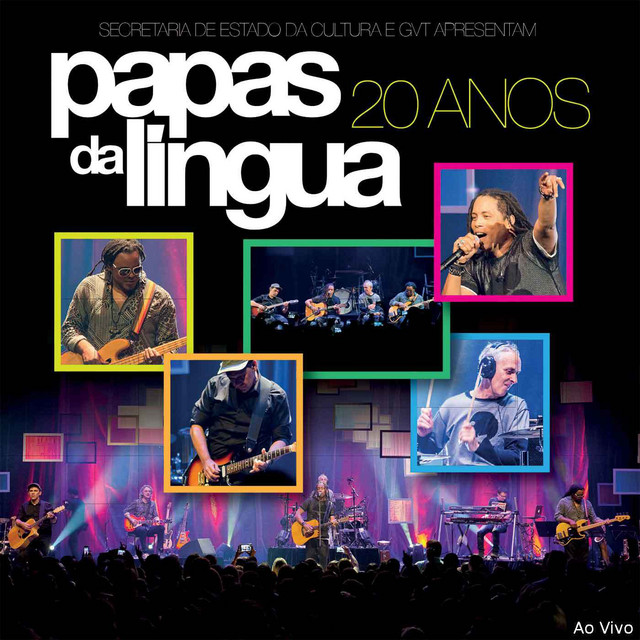 SECRETARIA DE ESTADO DA CULTURA E GVT APRESENTAM
papas
da língua
20 ANOS
Ao Vivo